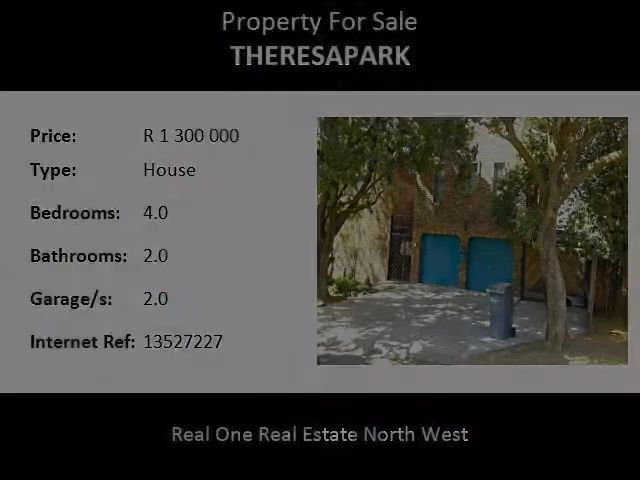 Property For Sale
THERESAPARK
Price: R 1 300 000
Type: House
Bedrooms: 4.0
Bathrooms: 2.0
Garage/s: 2.0
Internet Ref: 13527227
Real One Real Estate North West